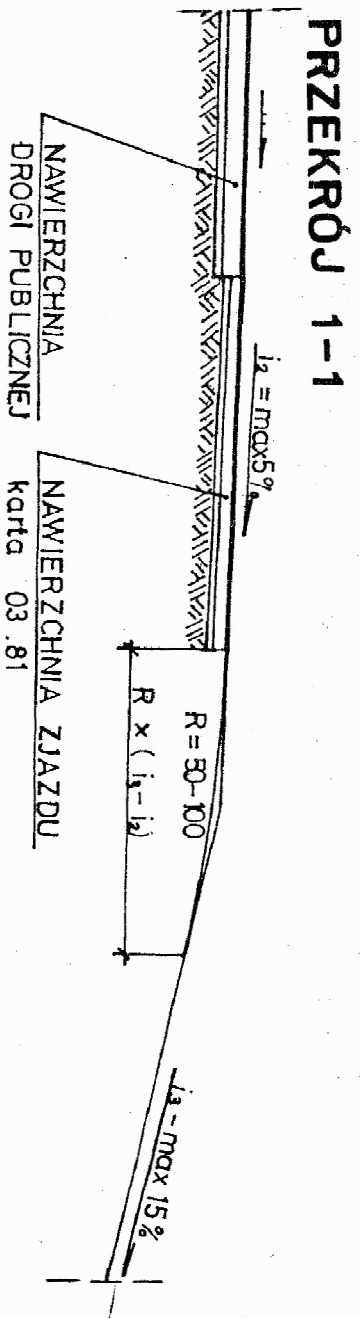 PRZEKRÓJ 1-1
i₂ = max5%
R = 50-100
R × ( i₃ - i₂)
i₃ - max 15%
NAWIERZCHNIA
DROGI PUBLICZNEJ
NAWIERZCHNIA ZJAZDU
karta 03.81